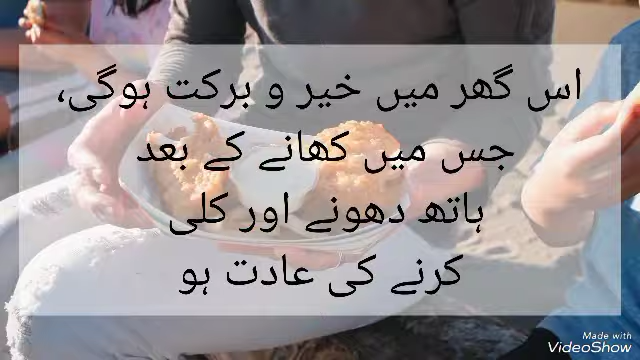 اس گھر میں خیر و برکت ہوگی،
جس میں کھانے کے بعد
ہاتھ دھونے اور کلی
کرنے کی عادت ہو
Made with
VideoShow